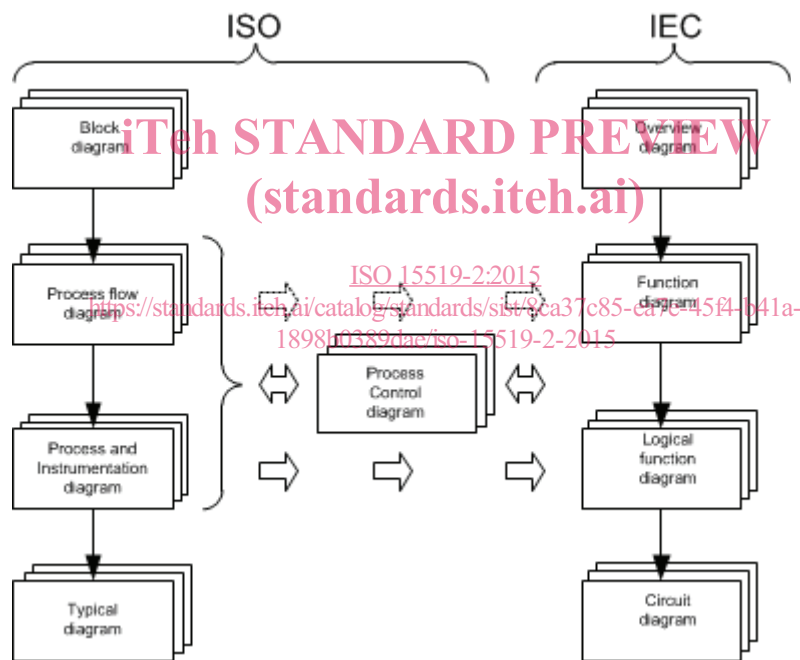 ISO
IEC
Block
diagram
Overview
diagram
iTeh STANDARD PREVIEW
(standards.iteh.ai)
Process flow
diagram
ISO 15519-2:2015
https://standards.iteh.ai/catalog/standards/sist/8ca37c85-ea7e-45f4-b41a-
1898b0389dae/iso-15519-2-2015
Function
diagram
Process
Control
diagram
Process and
Instrumentation
diagram
Logical
function
diagram
Typical
diagram
Circuit
diagram